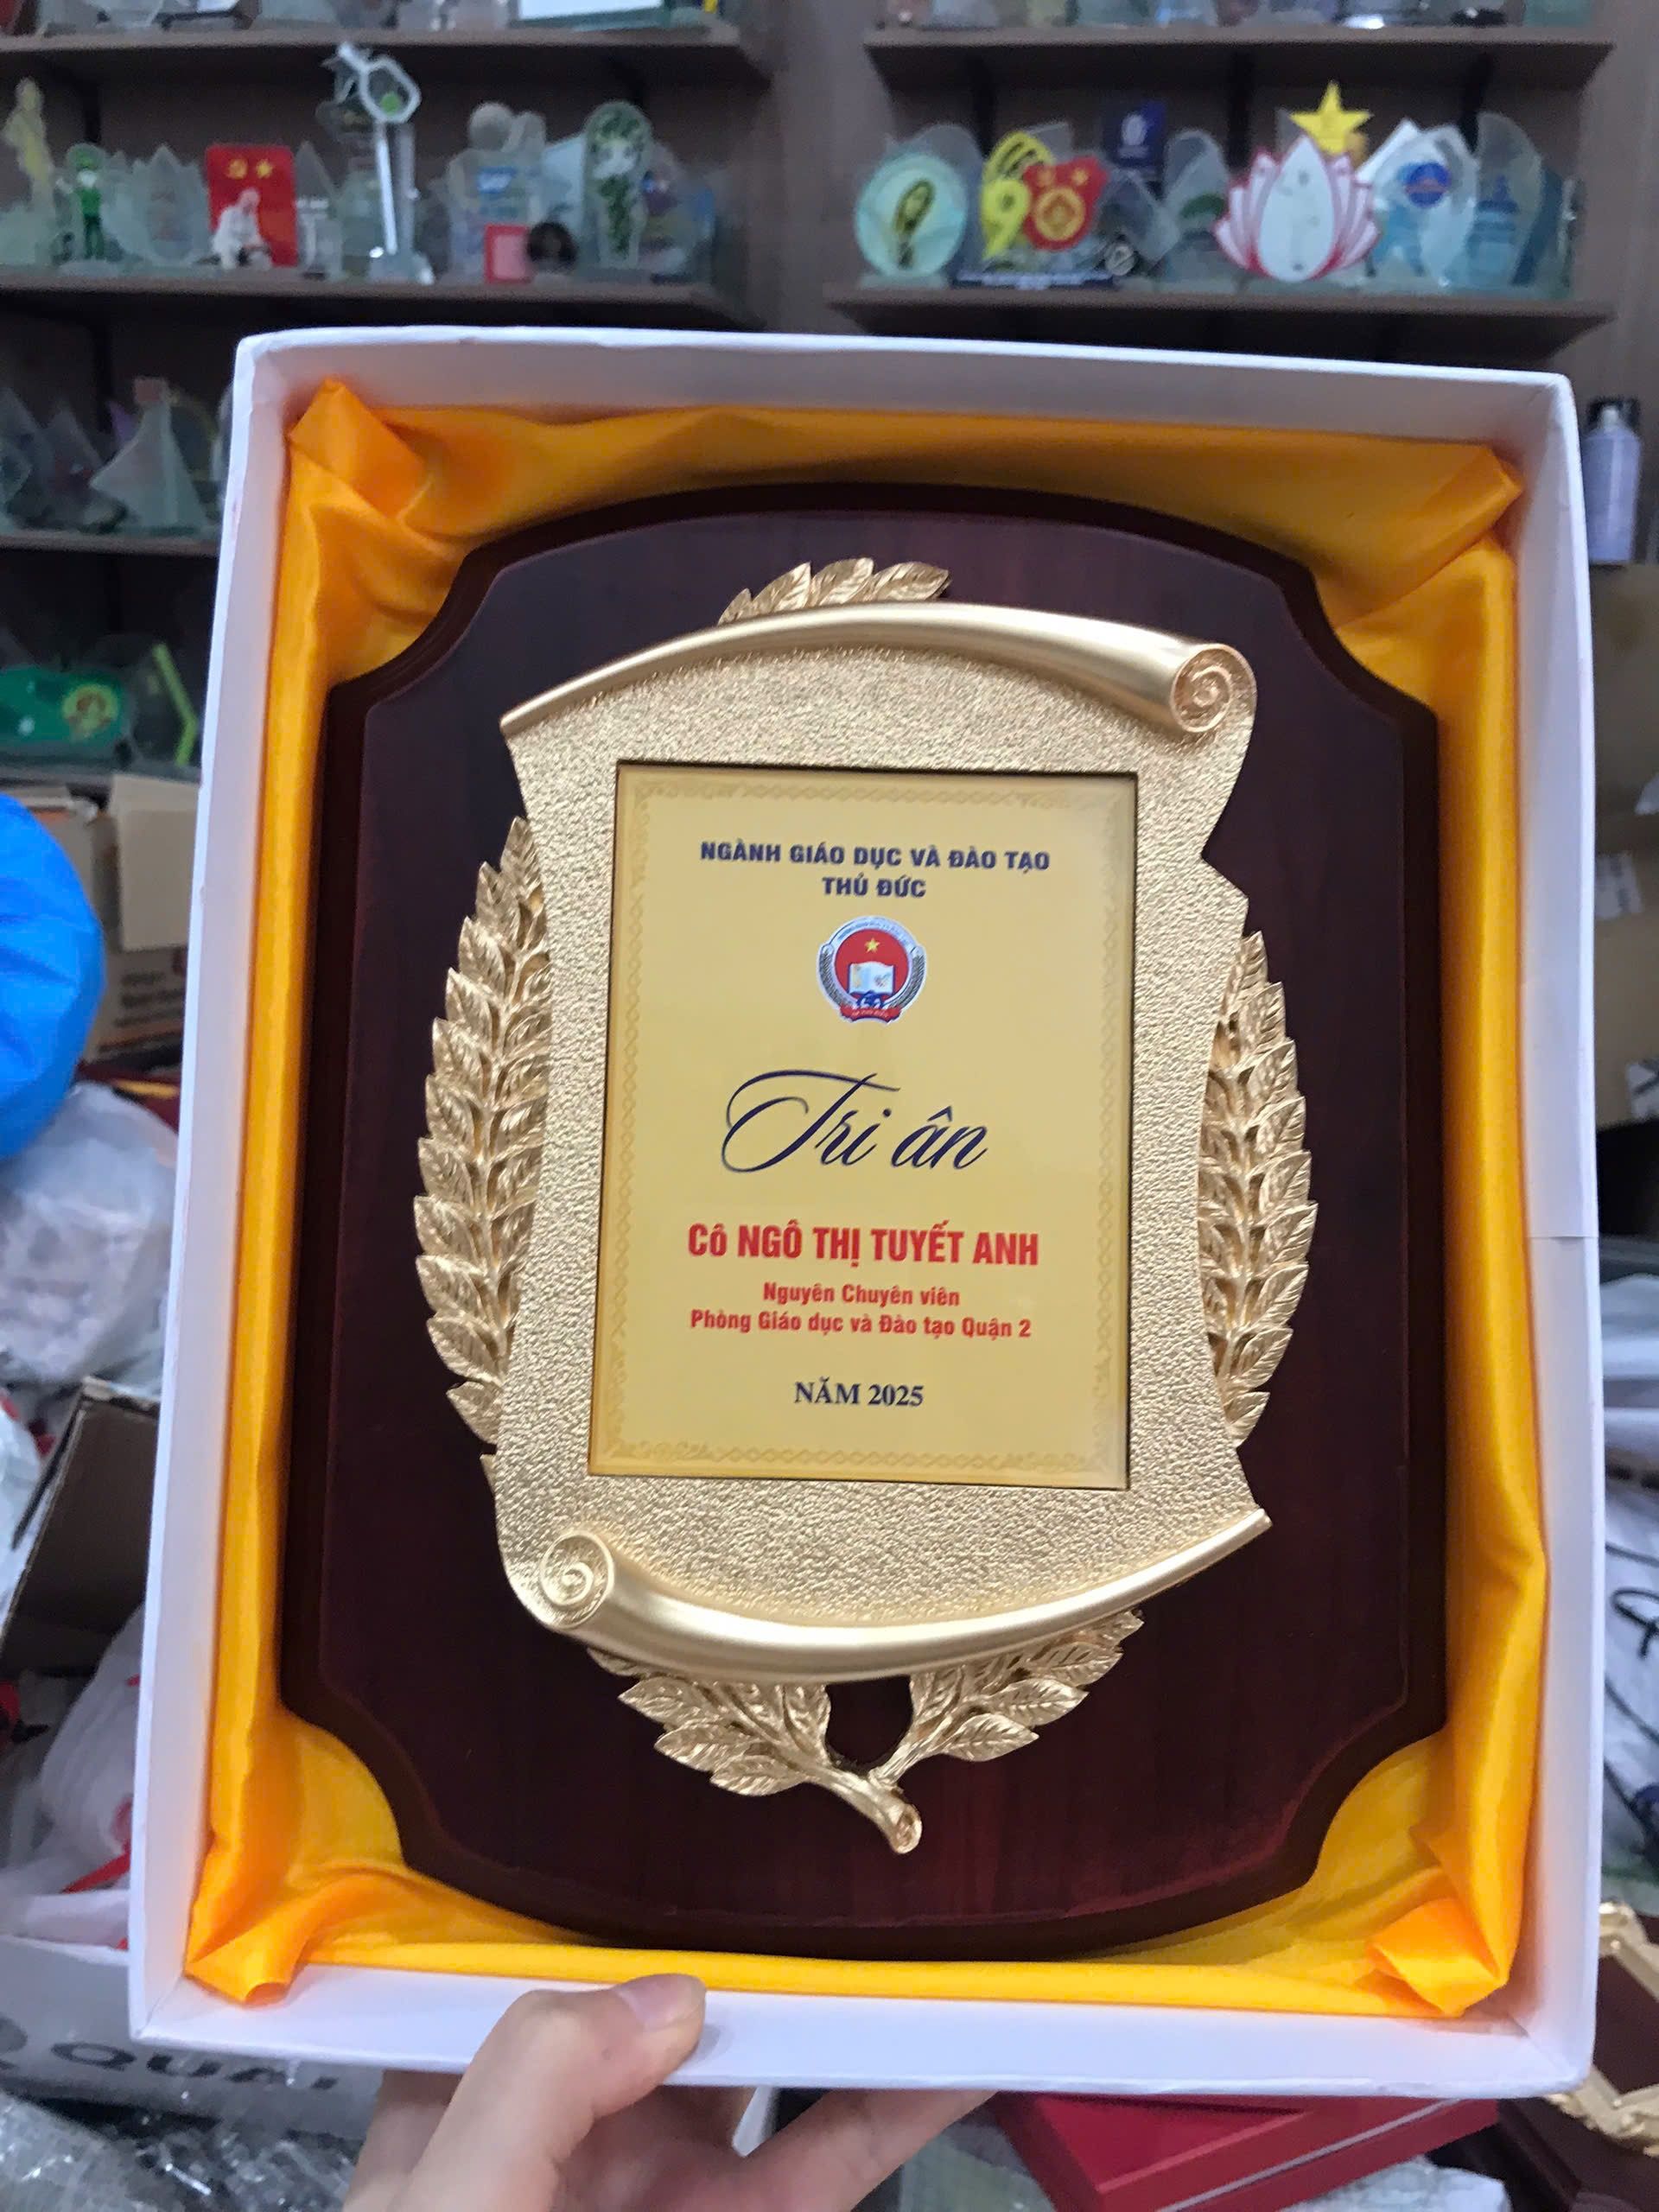 NGÀNH GIÁO DỤC VÀ ĐÀO TẠO
THỦ ĐỨC
Tri ân
Cô NGÔ THỊ TUYẾT ANH
Nguyên Chuyên viên
Phòng Giáo dục và Đào tạo Quận 2
NĂM 2025